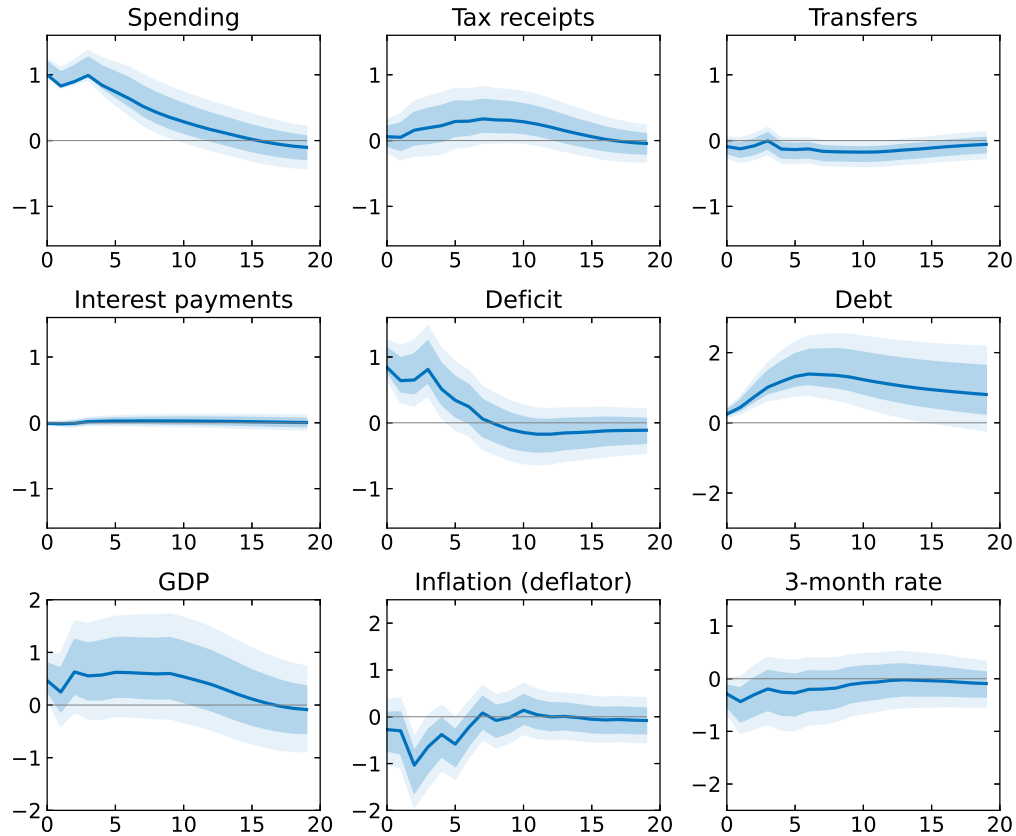 Spending Tax receipts Transfers
1 1 1
0 0 0
−1 −1 −1
0 5 10 15 20 0 5 10 15 20 0 5 10 15 20
Interest payments Deficit Debt
1 1 2
0 0 0
−1 −1 −2
0 5 10 15 20 0 5 10 15 20 0 5 10 15 20
GDP Inflation (deflator) 3-month rate
2 2 1
1 1 0
0 0 −1
−1 −1 −2
−2 −2
0 5 10 15 20 0 5 10 15 20 0 5 10 15 20